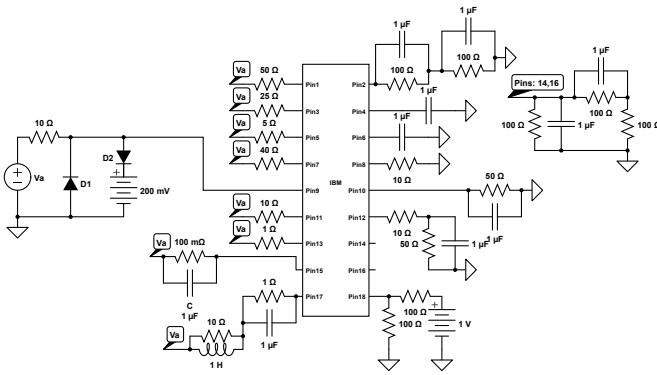 1 µF
1 µF
100 Ω
100 Ω
Va
50 Ω
Pin1
Pin2
Va
25 Ω
Pin3
Pin4
1 µF
Va
5 Ω
Pin5
Pin6
1 µF
Va
40 Ω
Pin7
Pin8
10 Ω
IBM
Pin9
Pin10
50 Ω
1 µF
Va
10 Ω
Pin11
Pin12
10 Ω
50 Ω
1 µF
Va
1 Ω
Pin13
Pin14
Va
100 mΩ
C
1 µF
Pin15
Pin16
1 Ω
1 µF
Pin17
Pin18
100 Ω
100 Ω
+
1 V
Va
10 Ω
1 H
10 Ω
+
-
Va
D1
D2
+
200 mV
Pins: 14,16
1 µF
100 Ω
100 Ω
1 µF
100 Ω